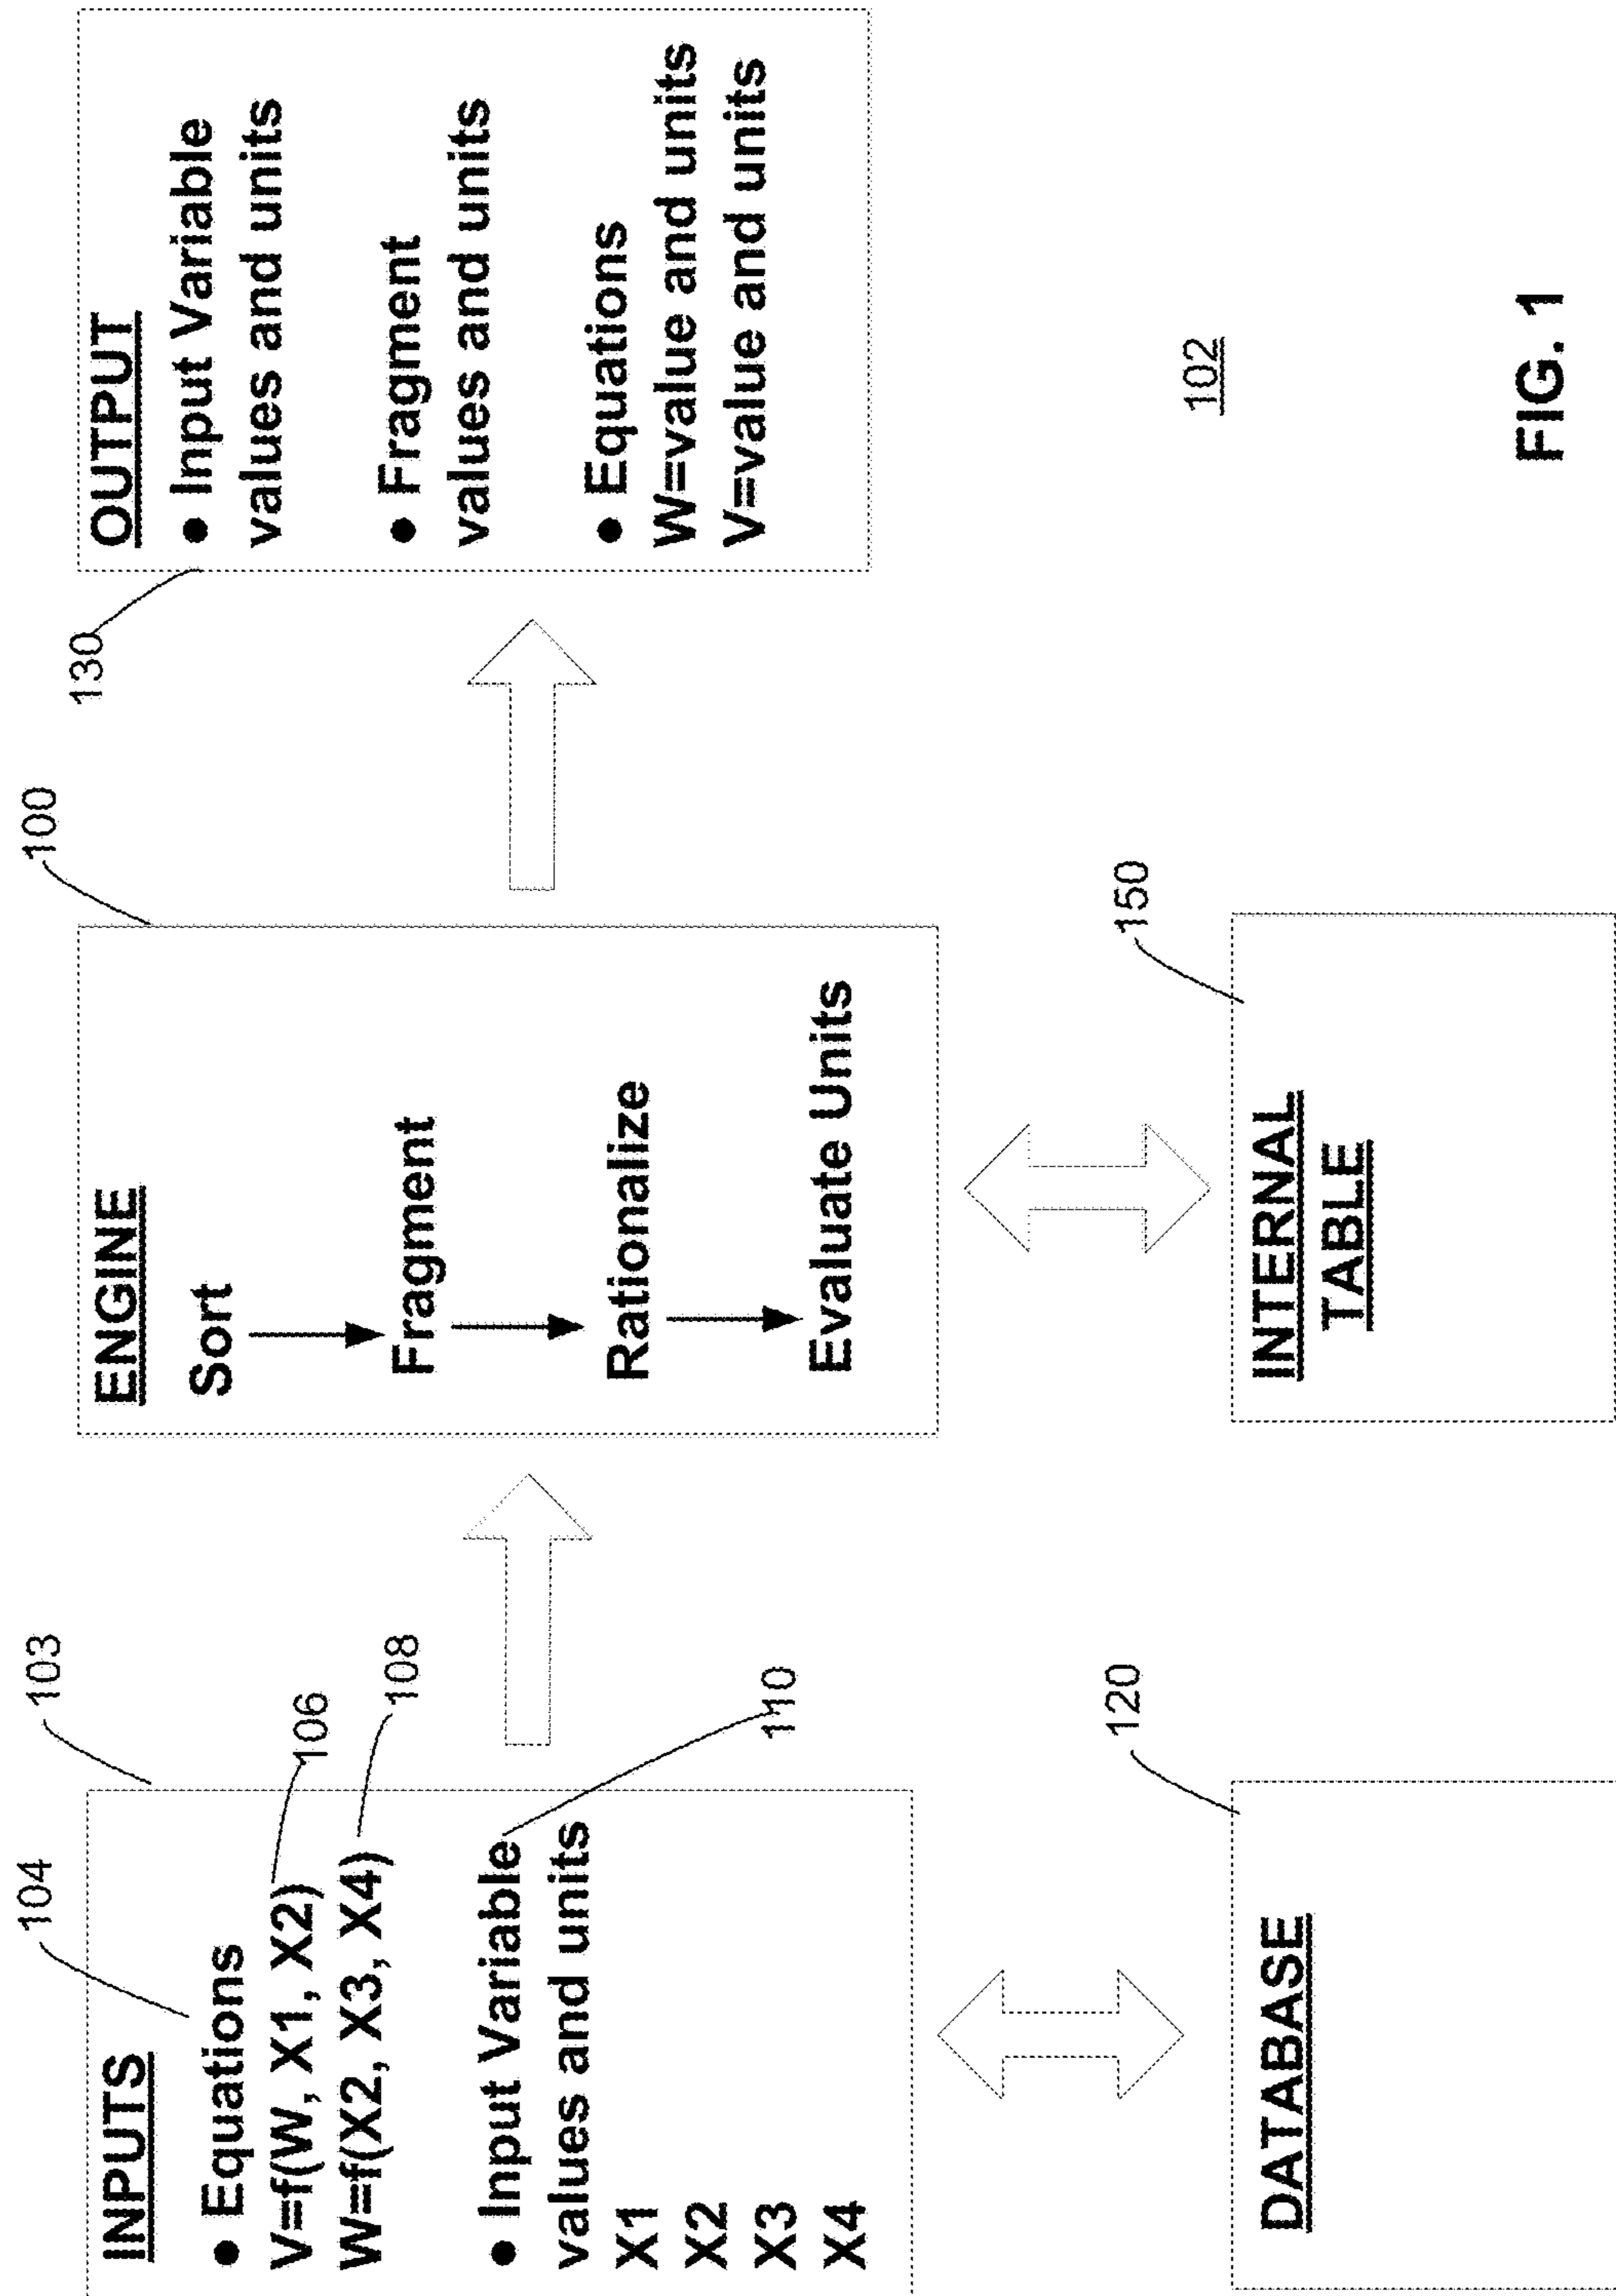 104
103
INPUTS
● Equations
V=f(W, X1, X2)
106
W=f(X2, X3, X4)
108
● Input Variable
values and units
110
X1
X2
X3
X4
DATABASE
120
100
ENGINE
Sort
Fragment
Rationalize
Evaluate Units
INTERNAL
TABLE
150
130
OUTPUT
● Input Variable
values and units
● Fragment
values and units
● Equations
W=value and units
V=value and units
102
FIG. 1